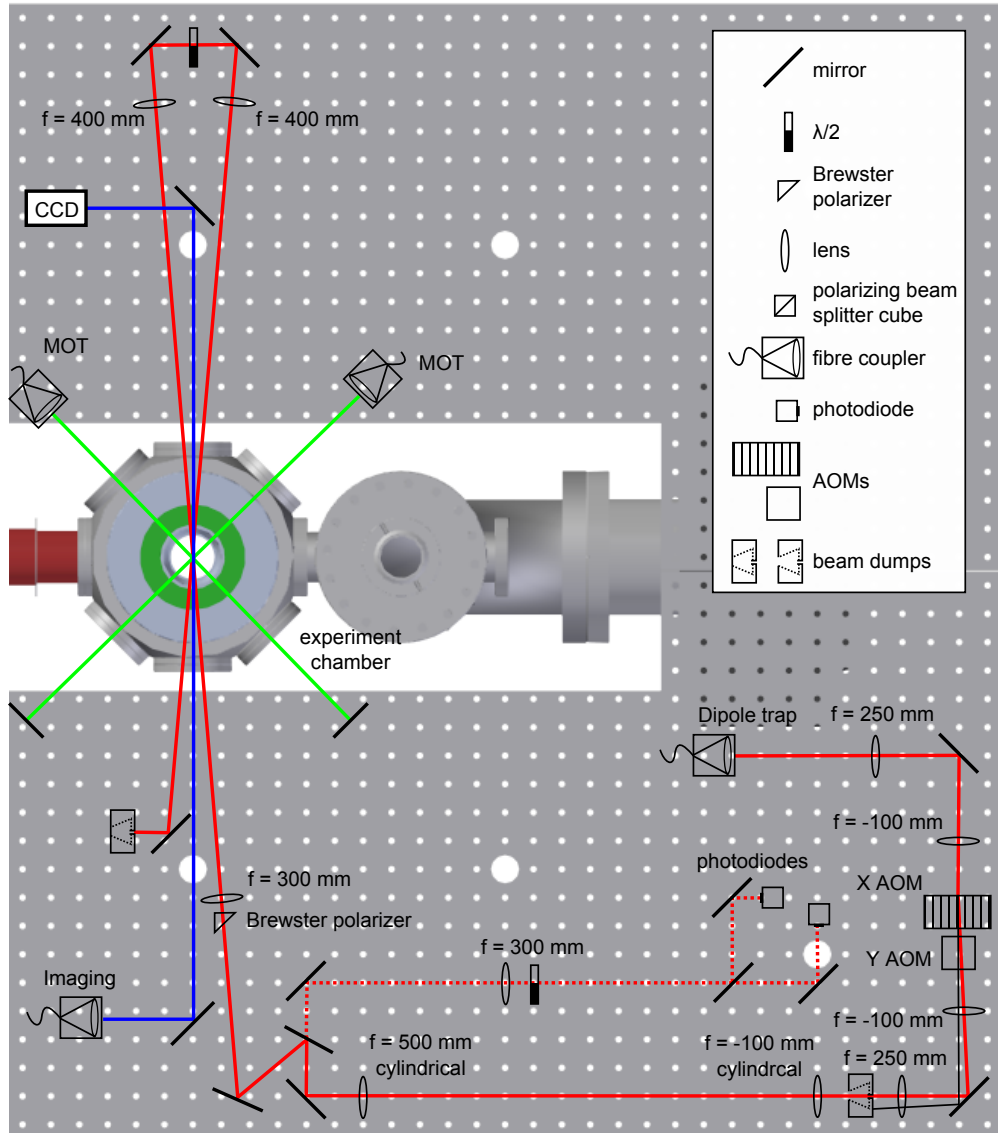 f = 400 mm
f = 400 mm
CCD
MOT
MOT
experiment
chamber
mirror
λ/2
Brewster
polarizer
lens
polarizing beam
splitter cube
fibre coupler
photodiode
AOMs
beam dumps
Dipole trap
f = 250 mm
f = -100 mm
photodiodes
X AOM
f = 300 mm
Brewster polarizer
Y AOM
f = 300 mm
Imaging
f = -100 mm
f = 500 mm
cylindrical
f = -100 mm
cylindrcal
f = 250 mm